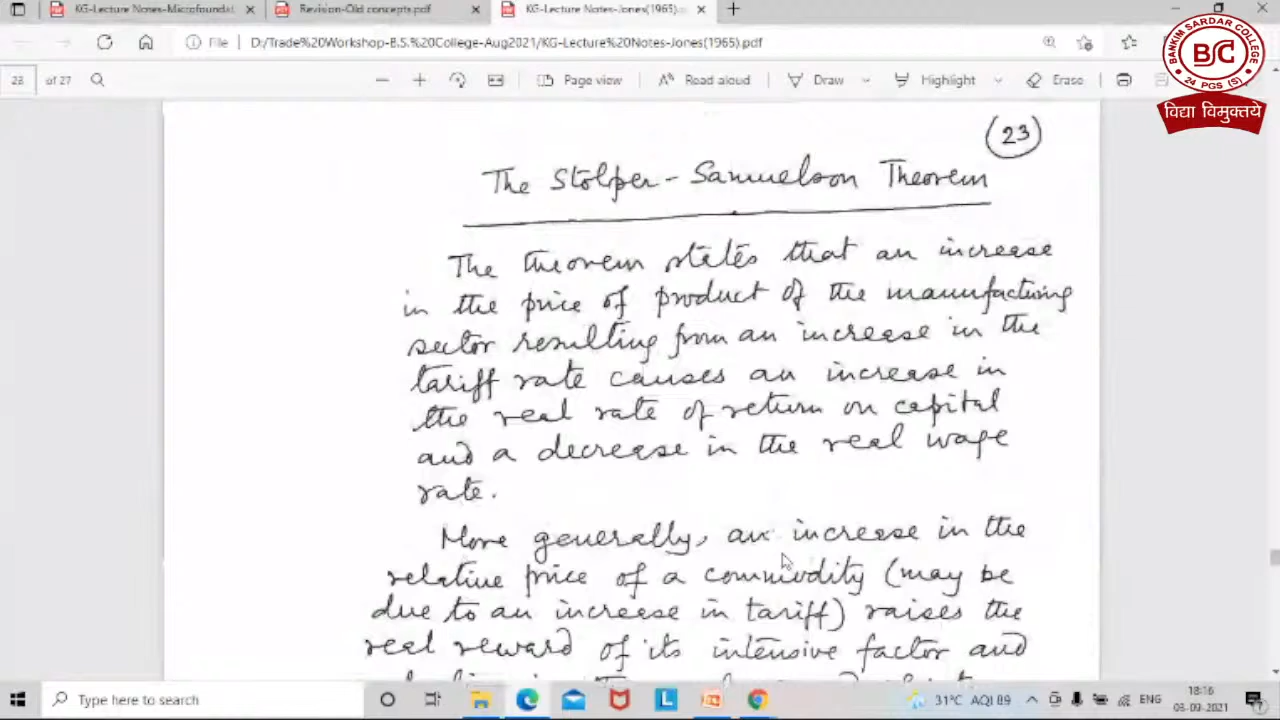 KG-Lecture Notes-Microfoundat
Revision-Old concepts.pdf
KG-Lecture Notes-Jones(1965).
File
D:/Trade%20Workshop-B.S.%20College-Aug2021/KG-Lecture%20Notes-Jones(1965).pdf
BANKIM SARDAR COLLEGE
BSC
24 PGS (S)
विद्या विमुक्तये
23 of 27
Page view
Read aloud
Draw
Highlight
Erase
23
The Stolper-Samuelson Theorem
The theorem states that an increase
in the price of product of the manufacturing
sector resulting from an increase in the
tariff rate causes an increase in
the real rate of return on capital
and a decrease in the real wage
rate.
More generally, an increase in the
relative price of a commodity (may be
due to an increase in tariff) raises the
real reward of its intensive factor and
Type here to search
31°C AQI 89
ENG
18:16
03-09-2021